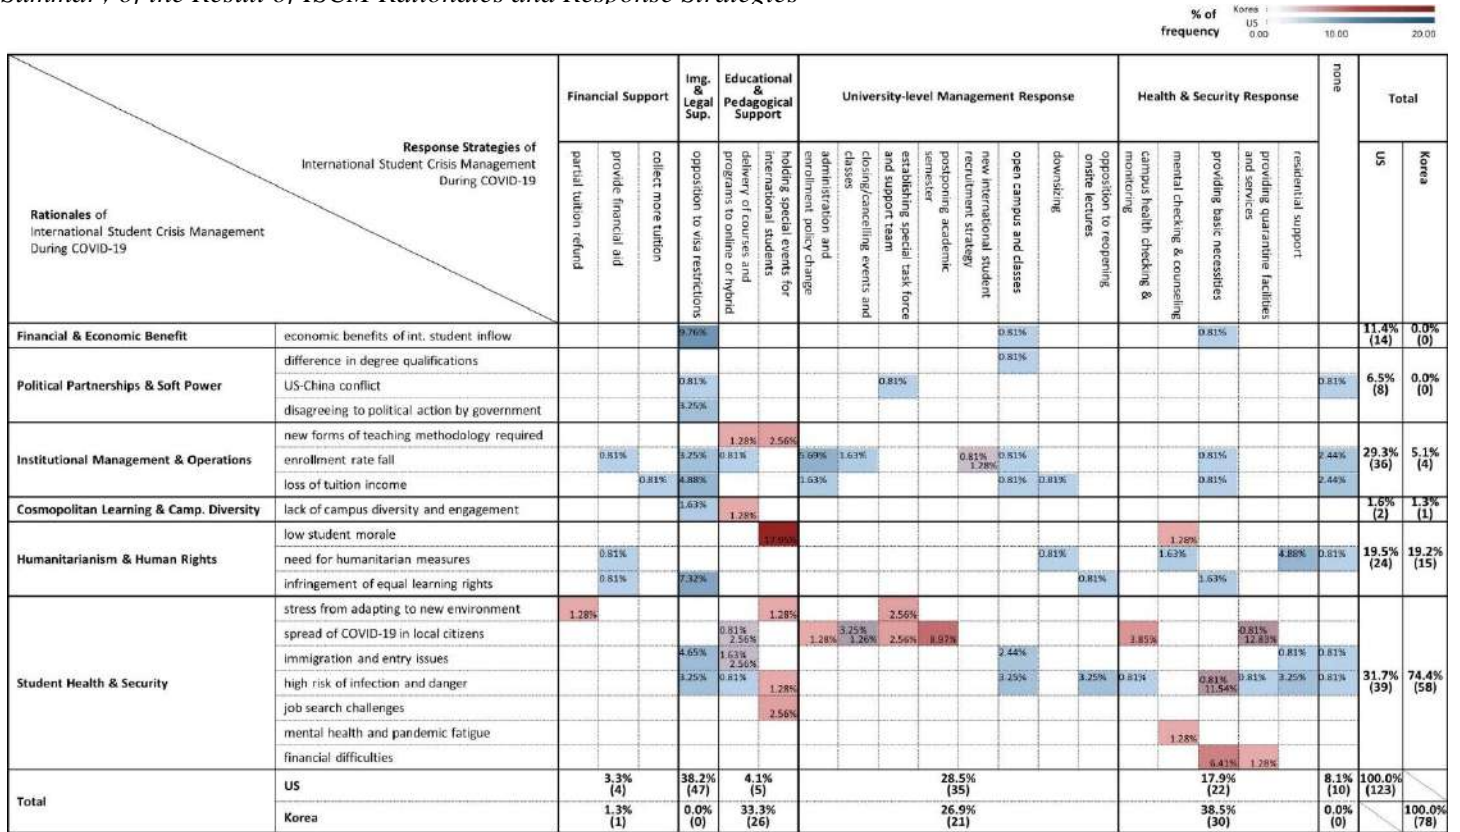 Summary of the Result of ISCM Rationales and Response Strategies
% of frequency
Korea
US
0.00 10.00 20.00
Response Strategies of
International Student Crisis Management
During COVID-19
Rationales of
International Student Crisis Management
During COVID-19
Financial Support
Img. & Legal Sup.
Educational & Pedagogical Support
University-level Management Response
Health & Security Response
none
Total
partial tuition refund
provide financial aid
collect more tuition
opposition to visa restrictions
delivery of courses and programs to online or hybrid
holding special events for international students
administration and enrollment policy change
closing/cancelling events and classes
establishing special task force and support team
postponing academic semester
new international student recruitment strategy
open campus and classes
downsizing
opposition to reopening onsite lectures
campus health checking & monitoring
mental checking & counseling
providing basic necessities
providing quarantine facilities and services
residential support
US
Korea
Financial & Economic Benefit
economic benefits of int. student inflow 9.76% 0.81% 0.81%
11.4% (14) 0.0% (0)
Political Partnerships & Soft Power
difference in degree qualifications 0.81%
US-China conflict 0.81% 0.81% 0.81%
disagreeing to political action by government 3.25%
6.5% (8) 0.0% (0)
Institutional Management & Operations
new forms of teaching methodology required 1.28% 2.56%
enrollment rate fall 0.81% 3.25% 0.81% 5.69% 1.63% 0.81% 1.28% 0.81% 0.81% 2.44%
loss of tuition income 0.81% 4.88% 1.63% 0.81% 0.81% 0.81% 2.44%
29.3% (36) 5.1% (4)
Cosmopolitan Learning & Camp. Diversity
lack of campus diversity and engagement 1.63% 1.28%
1.6% (2) 1.3% (1)
Humanitarianism & Human Rights
low student morale 17.95% 1.28%
need for humanitarian measures 0.81% 0.81% 1.63% 4.88% 0.81%
infringement of equal learning rights 0.81% 7.32% 0.81% 1.63%
19.5% (24) 19.2% (15)
Student Health & Security
stress from adapting to new environment 1.28% 1.28% 2.56%
spread of COVID-19 in local citizens 0.81% 2.56% 1.28% 3.25% 1.26% 2.56% 8.97% 3.85% 0.81% 12.83%
immigration and entry issues 4.65% 1.63% 2.56% 2.44% 0.81% 0.81%
high risk of infection and danger 3.25% 0.81% 1.28% 3.25% 3.25% 0.81% 0.81% 11.54% 0.81% 3.25% 0.81%
job search challenges 2.56%
mental health and pandemic fatigue 1.28%
financial difficulties 6.41% 1.28%
31.7% (39) 74.4% (58)
Total
US 3.3% (4) 38.2% (47) 4.1% (5) 28.5% (35) 17.9% (22) 8.1% (10) 100.0% (123)
Korea 1.3% (1) 0.0% (0) 33.3% (26) 26.9% (21) 38.5% (30) 0.0% (0) 100.0% (78)